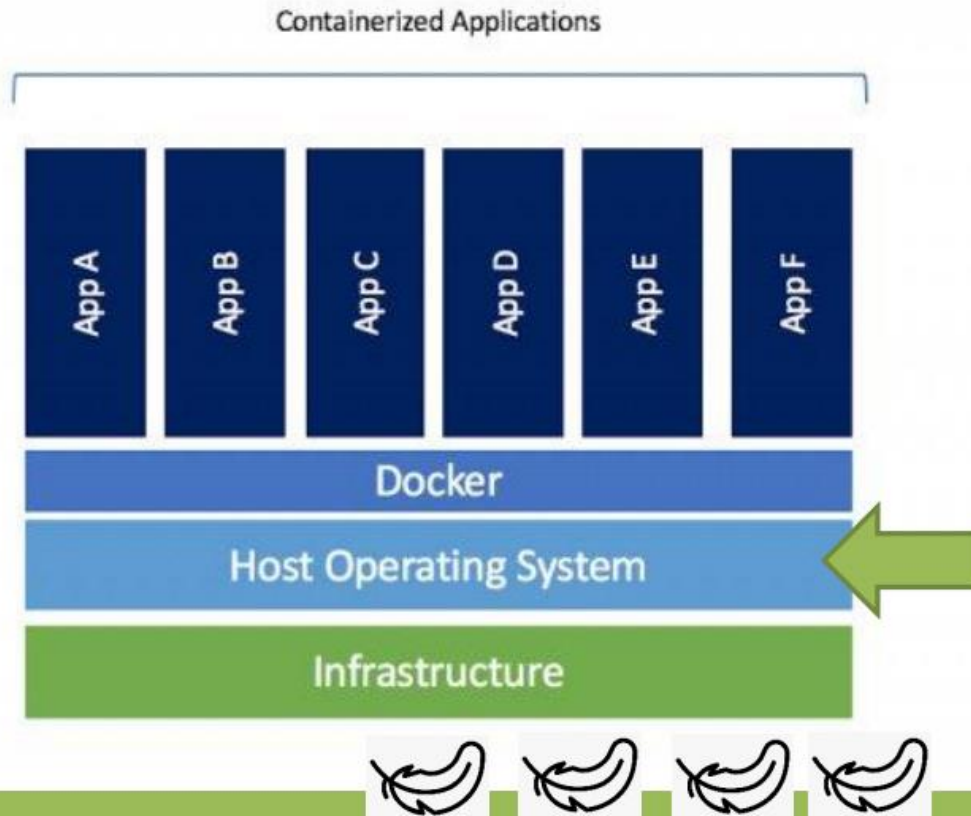 Containerized Applications
App A
App B
App C
App D
App E
App F
Docker
Host Operating System
Infrastructure